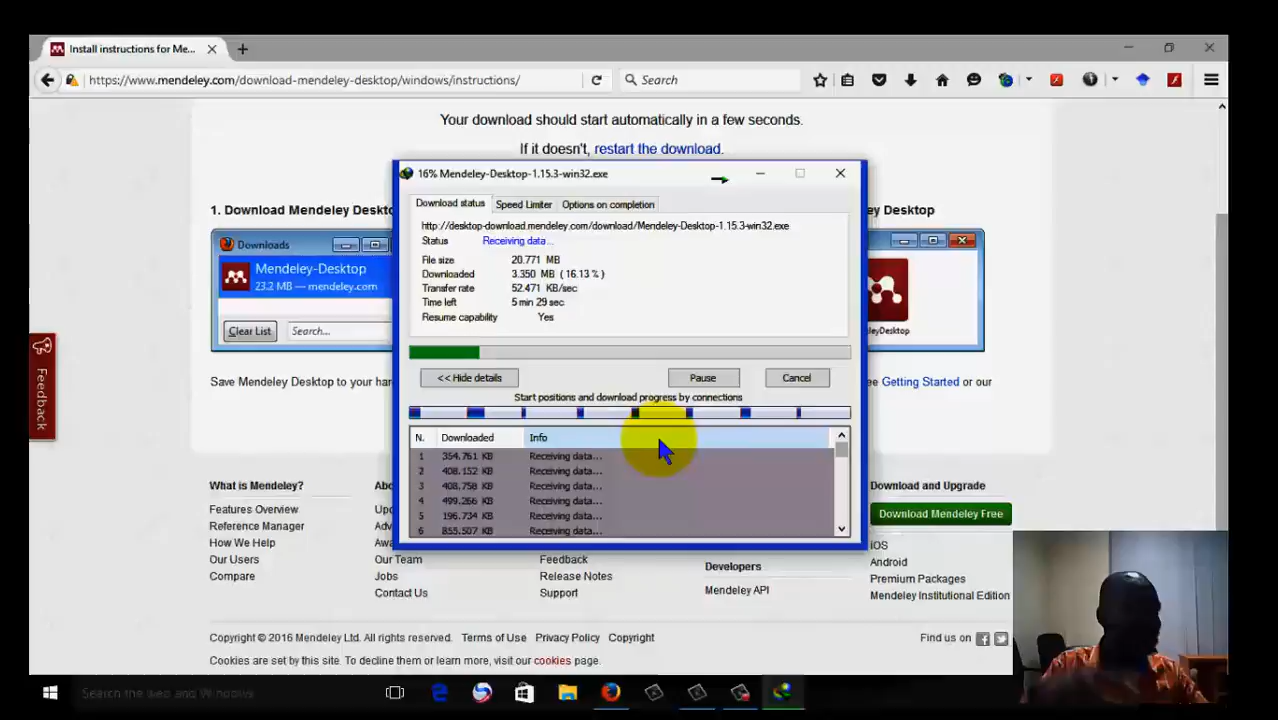 Install instructions for Me...
https://www.mendeley.com/download-mendeley-desktop/windows/instructions/
Search
Your download should start automatically in a few seconds.
If it doesn't, restart the download.
16% Mendeley-Desktop-1.15.3-win32.exe
Download status
Speed Limiter
Options on completion
http://desktop-download.mendeley.com/download/Mendeley-Desktop-1.15.3-win32.exe
Status Receiving data...
File size 20.771 MB
Downloaded 3.350 MB ( 16.13 % )
Transfer rate 52.471 KB/sec
Time left 5 min 29 sec
Resume capability Yes
<< Hide details
Pause
Cancel
Start positions and download progress by connections
N. Downloaded Info
1 354.761 KB Receiving data...
2 408.152 KB Receiving data...
3 408.758 KB Receiving data...
4 499.266 KB Receiving data...
5 196.734 KB Receiving data...
6 855.507 KB Receiving data...
1. Download Mendeley Deskto
Downloads
Mendeley-Desktop
23.2 MB — mendeley.com
Clear List
Search...
Save Mendeley Desktop to your har
ey Desktop
leyDesktop
ee Getting Started or our
Feedback
What is Mendeley?
Features Overview
Reference Manager
How We Help
Our Users
Compare
Abo
Upd
Adv
Awa
Our Team
Jobs
Contact Us
Feedback
Release Notes
Support
Developers
Mendeley API
Download and Upgrade
Download Mendeley Free
iOS
Android
Premium Packages
Mendeley Institutional Edition
Copyright © 2016 Mendeley Ltd. All rights reserved. Terms of Use Privacy Policy Copyright
Find us on
Cookies are set by this site. To decline them or learn more, visit our cookies page.
Search the web and Windows